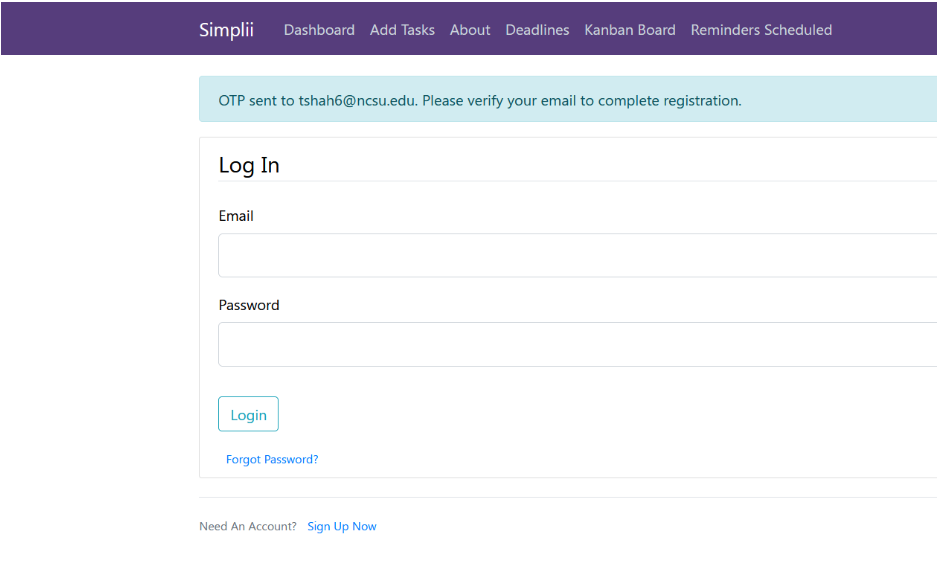 Simplii Dashboard Add Tasks About Deadlines Kanban Board Reminders Scheduled
OTP sent to tshah6@ncsu.edu. Please verify your email to complete registration.
Log In
Email
Password
Login
Forgot Password?
Need An Account? Sign Up Now